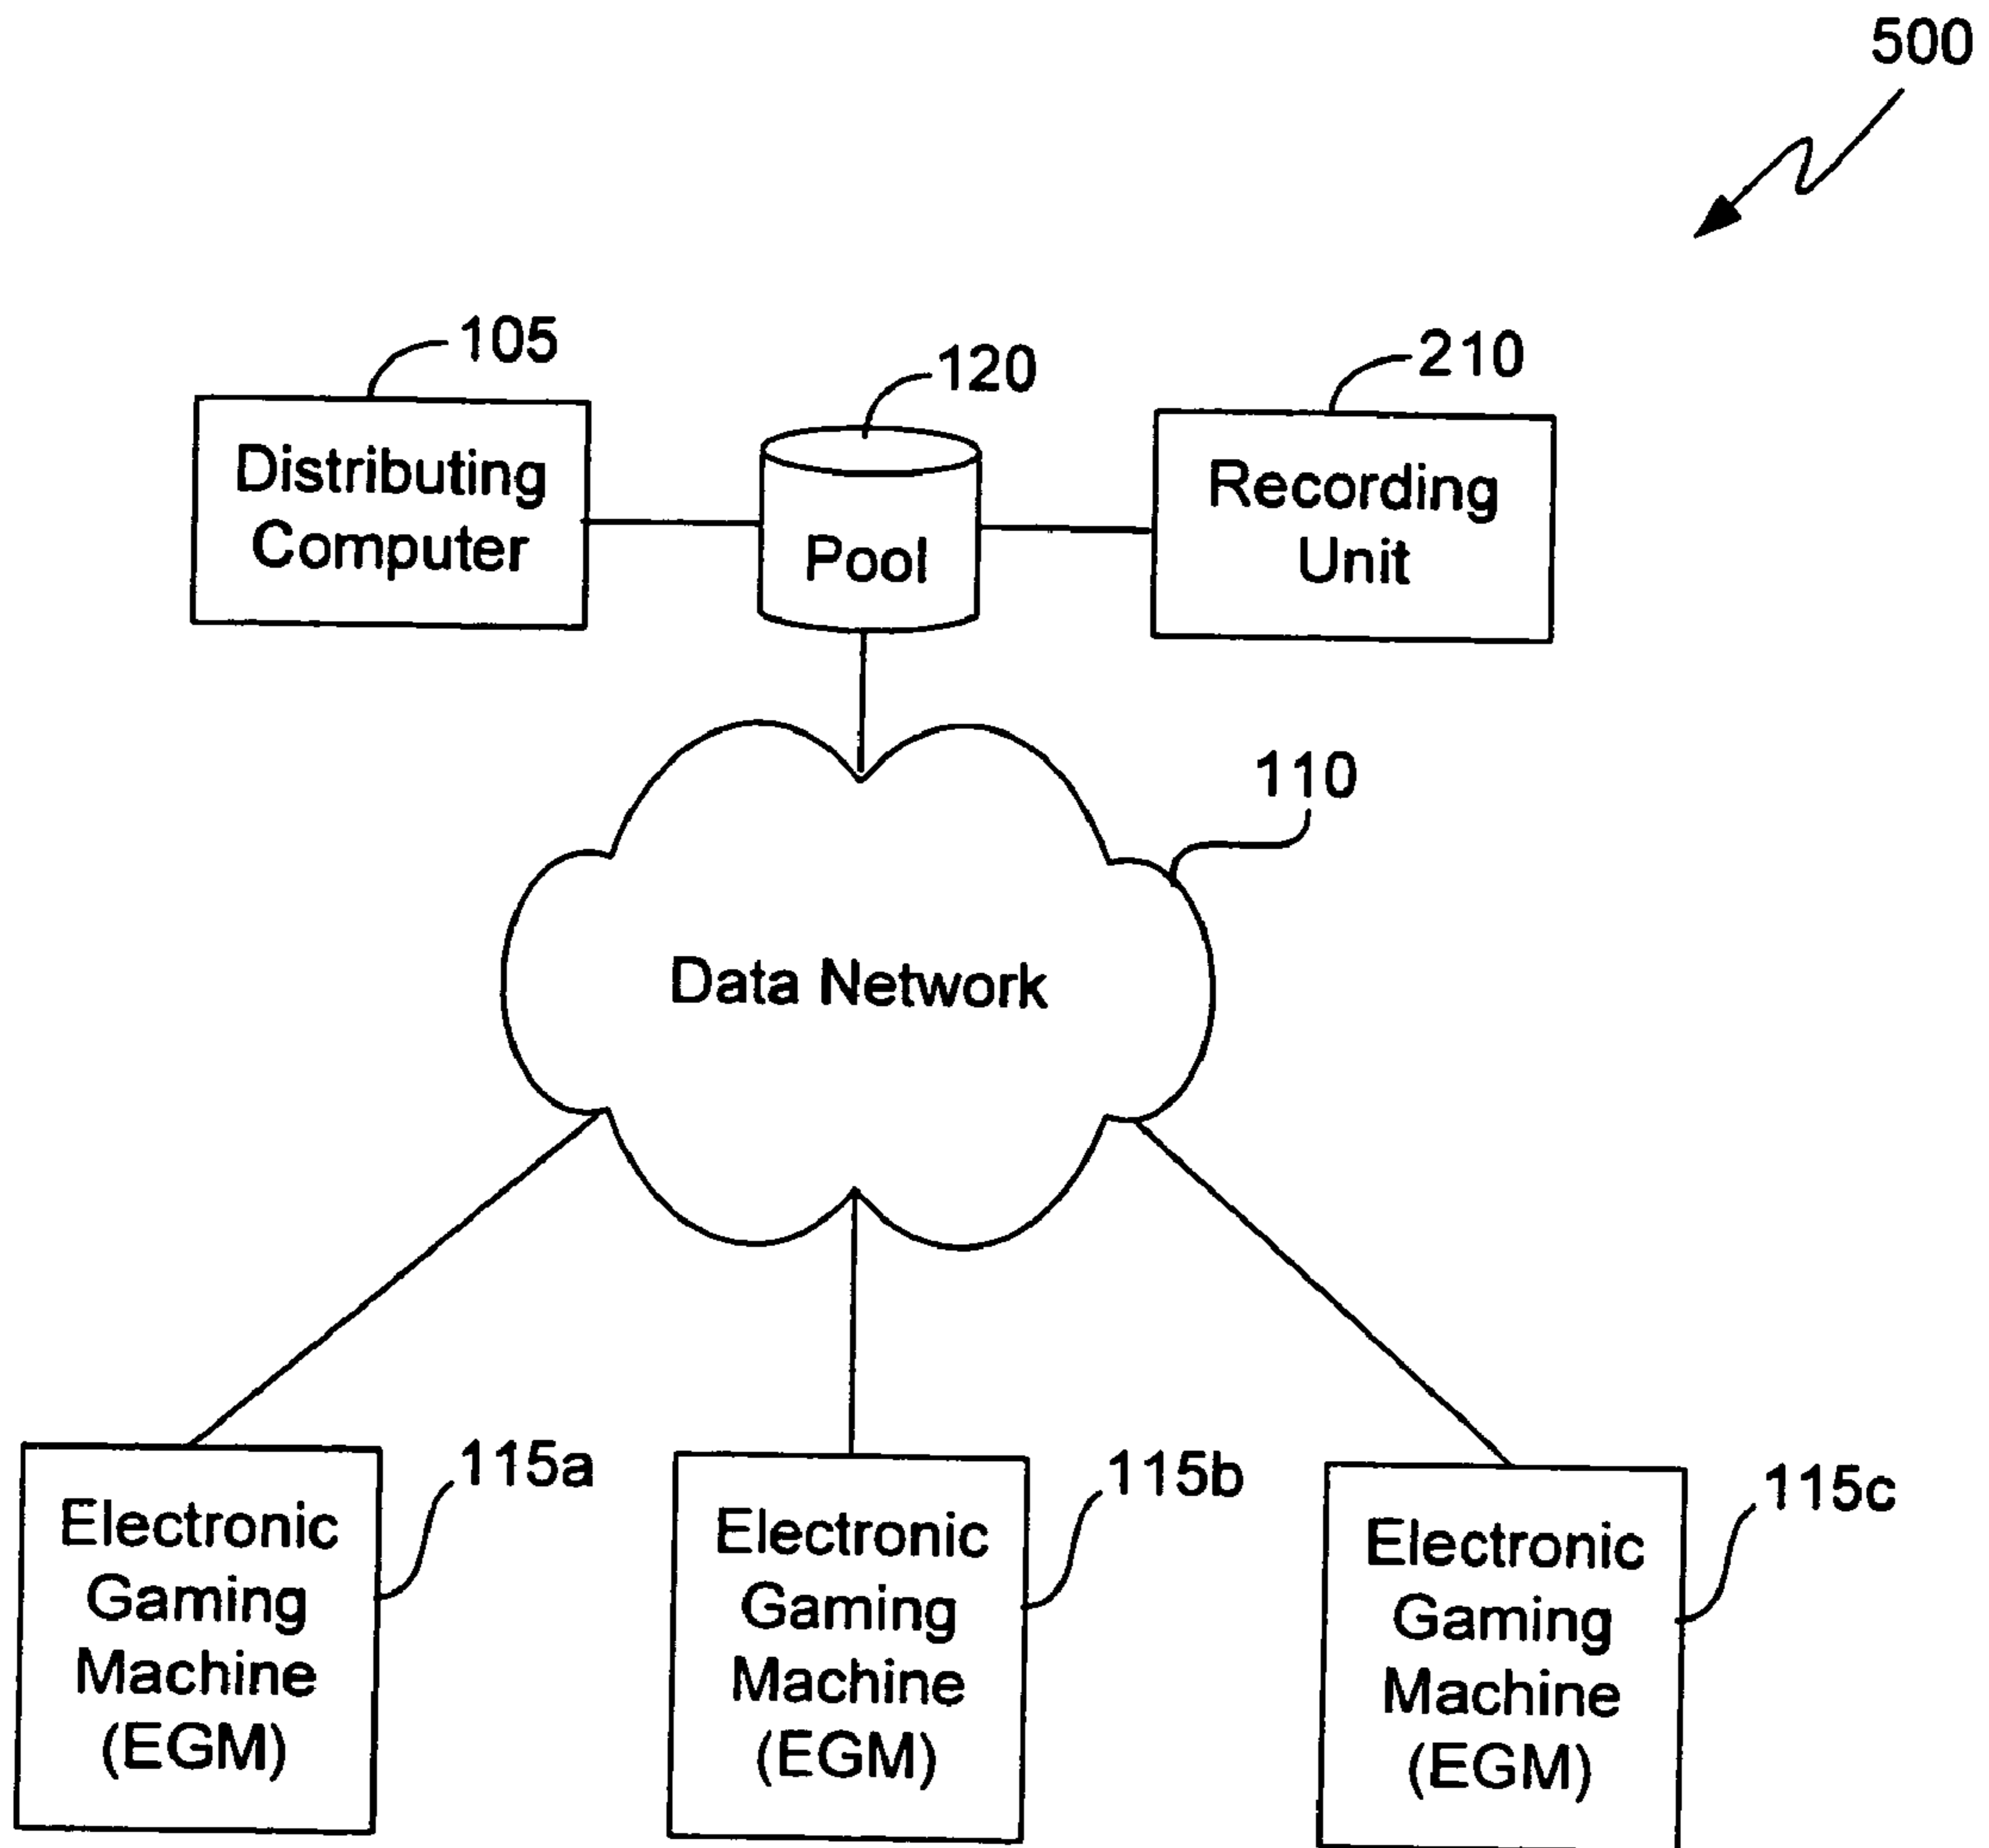 500
105
120
210
Distributing
Computer
Pool
Recording
Unit
110
Data Network
115a
115b
115c
Electronic
Gaming
Machine
(EGM)
Electronic
Gaming
Machine
(EGM)
Electronic
Gaming
Machine
(EGM)